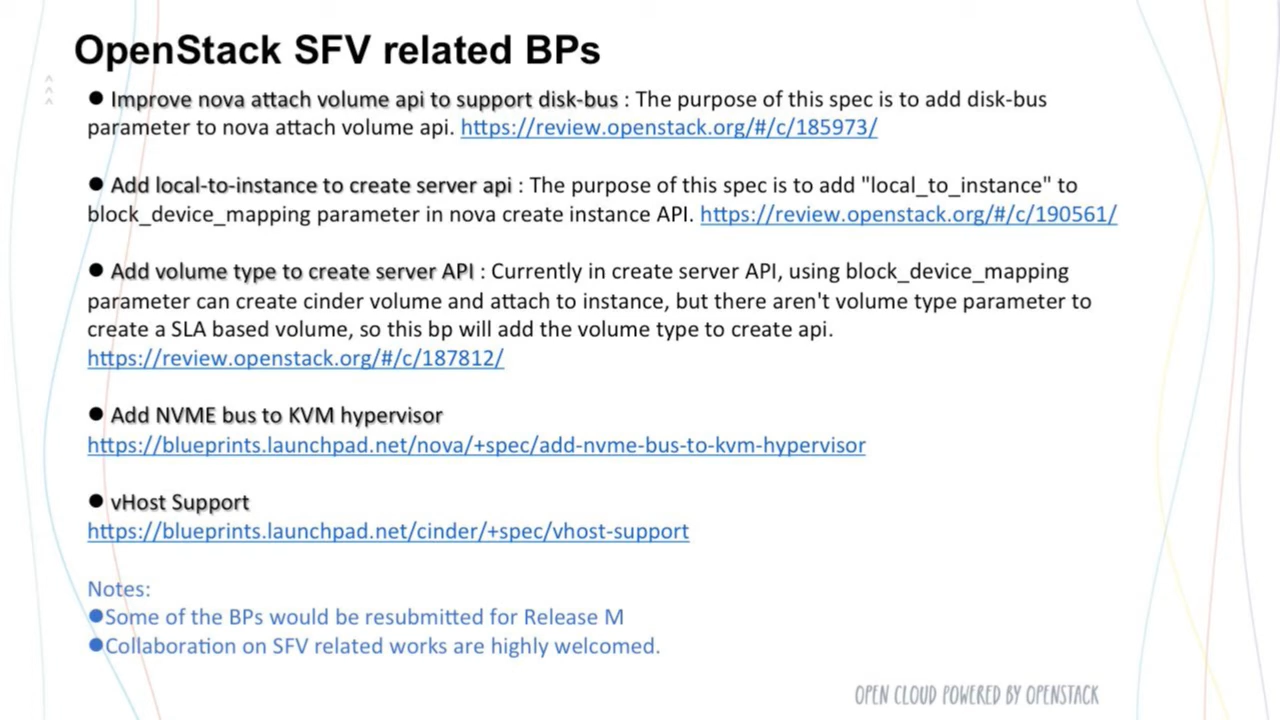 OpenStack SFV related BPs
● Improve nova attach volume api to support disk-bus : The purpose of this spec is to add disk-bus
parameter to nova attach volume api. https://review.openstack.org/#/c/185973/
● Add local-to-instance to create server api : The purpose of this spec is to add "local_to_instance" to
block_device_mapping parameter in nova create instance API. https://review.openstack.org/#/c/190561/
● Add volume type to create server API : Currently in create server API, using block_device_mapping
parameter can create cinder volume and attach to instance, but there aren't volume type parameter to
create a SLA based volume, so this bp will add the volume type to create api.
https://review.openstack.org/#/c/187812/
● Add NVME bus to KVM hypervisor
https://blueprints.launchpad.net/nova/+spec/add-nvme-bus-to-kvm-hypervisor
● vHost Support
https://blueprints.launchpad.net/cinder/+spec/vhost-support
Notes:
●Some of the BPs would be resubmitted for Release M
●Collaboration on SFV related works are highly welcomed.
OPEN CLOUD POWERED BY OPENSTACK